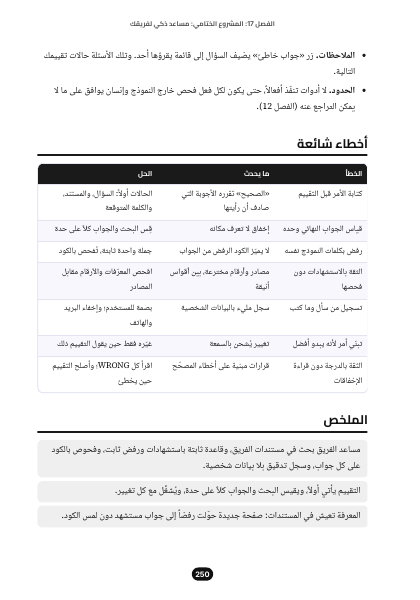 الفصل 17: المشروع الختامي: مساعد ذكي لفريقك
• الملاحظات. زر «جواب خاطئ» يضيف السؤال إلى قائمة يقرؤها أحد. وتلك الأسئلة حالات تقييمك
التالية.
• الحدود. لا أدوات تنفّذ أفعالاً، حتى يكون لكل فعل فحص خارج النموذج وإنسان يوافق على ما لا
يمكن التراجع عنه (الفصل 12).
أخطاء شائعة
الخطأ ما يحدث الحل
كتابة الأمر قبل التقييم «الصحيح» تقرره الأجوبة التي الحالات أولاً: السؤال، والمستند،
صادف أن رأيتها والكلمة المتوقعة
قياس الجواب النهائي وحده إخفاق لا تعرف مكانه قِس البحث والجواب كلاً على حدة
رفض بكلمات النموذج نفسه لا يميّز الكود الرفض من الجواب جملة واحدة ثابتة، تُفحص بالكود
الثقة بالاستشهادات دون مصادر وأرقام مخترعة، بين أقواس افحص المعرّفات والأرقام مقابل
فحصها أنيقة المصادر
تسجيل من سأل وما كتب سجل مليء بالبيانات الشخصية بصمة للمستخدم؛ وإخفاء البريد
والهاتف
تبني أمر لأنه يبدو أفضل تغيير يُشحن بالسمعة غيّره فقط حين يقول التقييم ذلك
الثقة بالدرجة دون قراءة قرارات مبنية على أخطاء المصحّح اقرأ كل WRONG؛ وأصلح التقييم
الإخفاقات حين يخطئ
الملخص
مساعد الفريق بحث في مستندات الفريق، وقاعدة ثابتة باستشهادات ورفض ثابت، وفحوص بالكود
على كل جواب، وسجل تدقيق بلا بيانات شخصية.
التقييم يأتي أولاً، ويقيس البحث والجواب كلاً على حدة، ويُشغَّل مع كل تغيير.
المعرفة تعيش في المستندات: صفحة جديدة حوّلت رفضاً إلى جواب مستشهد دون لمس الكود.
250